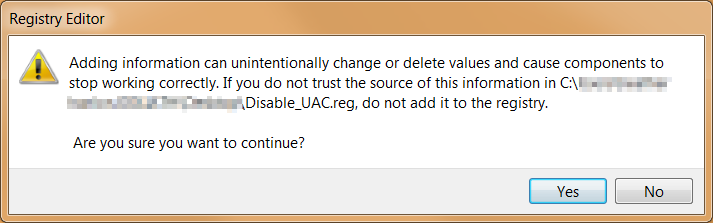 Registry Editor
Adding information can unintentionally change or delete values and cause components to
stop working correctly. If you do not trust the source of this information in C:\
\Disable_UAC.reg, do not add it to the registry.
Are you sure you want to continue?
Yes No